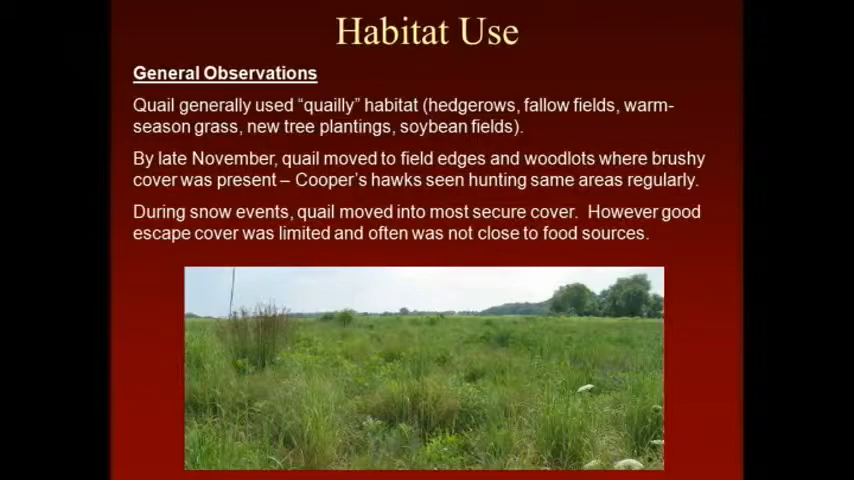 Habitat Use
General Observations
Quail generally used “quailly” habitat (hedgerows, fallow fields, warm-
season grass, new tree plantings, soybean fields).
By late November, quail moved to field edges and woodlots where brushy
cover was present – Cooper’s hawks seen hunting same areas regularly.
During snow events, quail moved into most secure cover.  However good
escape cover was limited and often was not close to food sources.